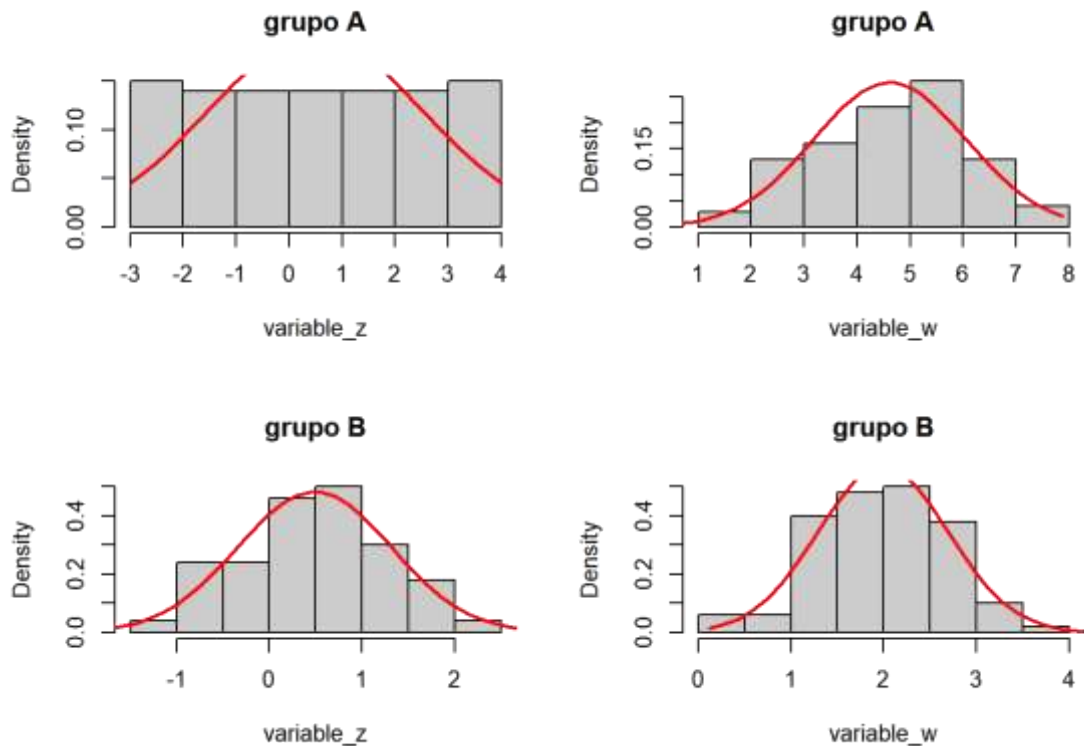 grupo A
Density
0.00
0.10
-3 -2 -1 0 1 2 3 4
variable_z
grupo A
Density
0.00
0.15
1 2 3 4 5 6 7 8
variable_w
grupo B
Density
0.0
0.2
0.4
-1 0 1 2
variable_z
grupo B
Density
0.0
0.2
0.4
0 1 2 3 4
variable_w